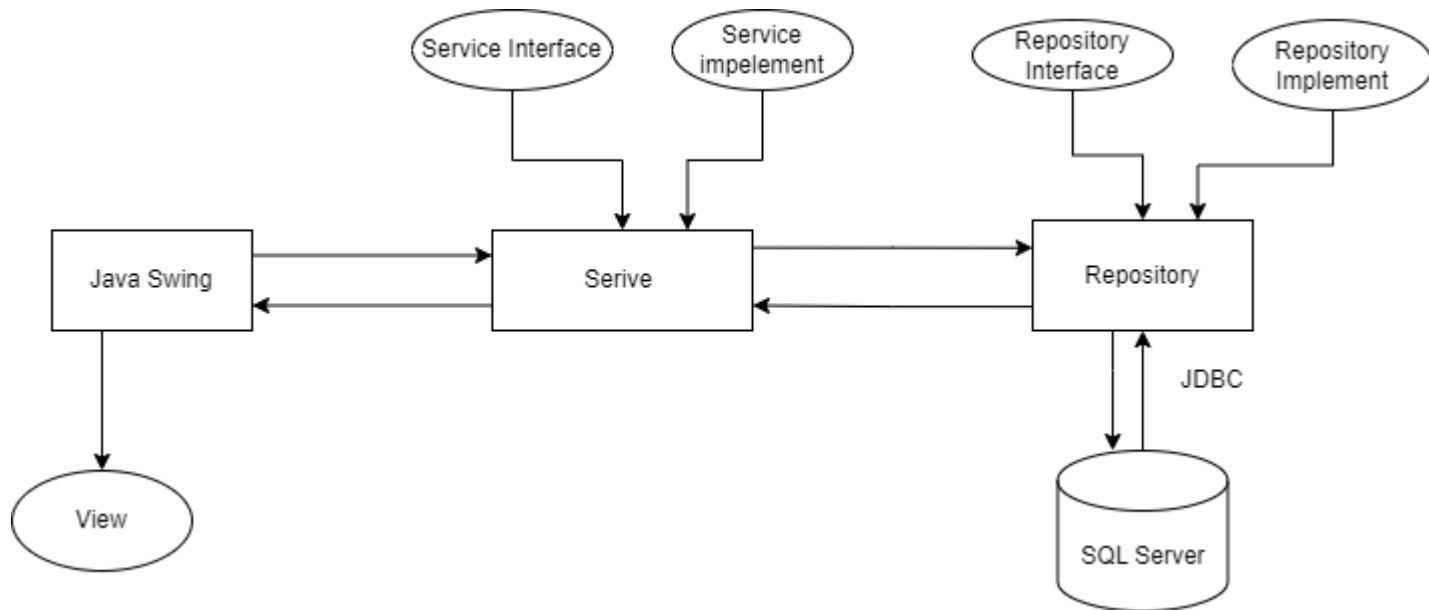 Service Interface
Service
impelement
Repository
Interface
Repository
Implement
Java Swing
Serive
Repository
JDBC
View
SQL Server